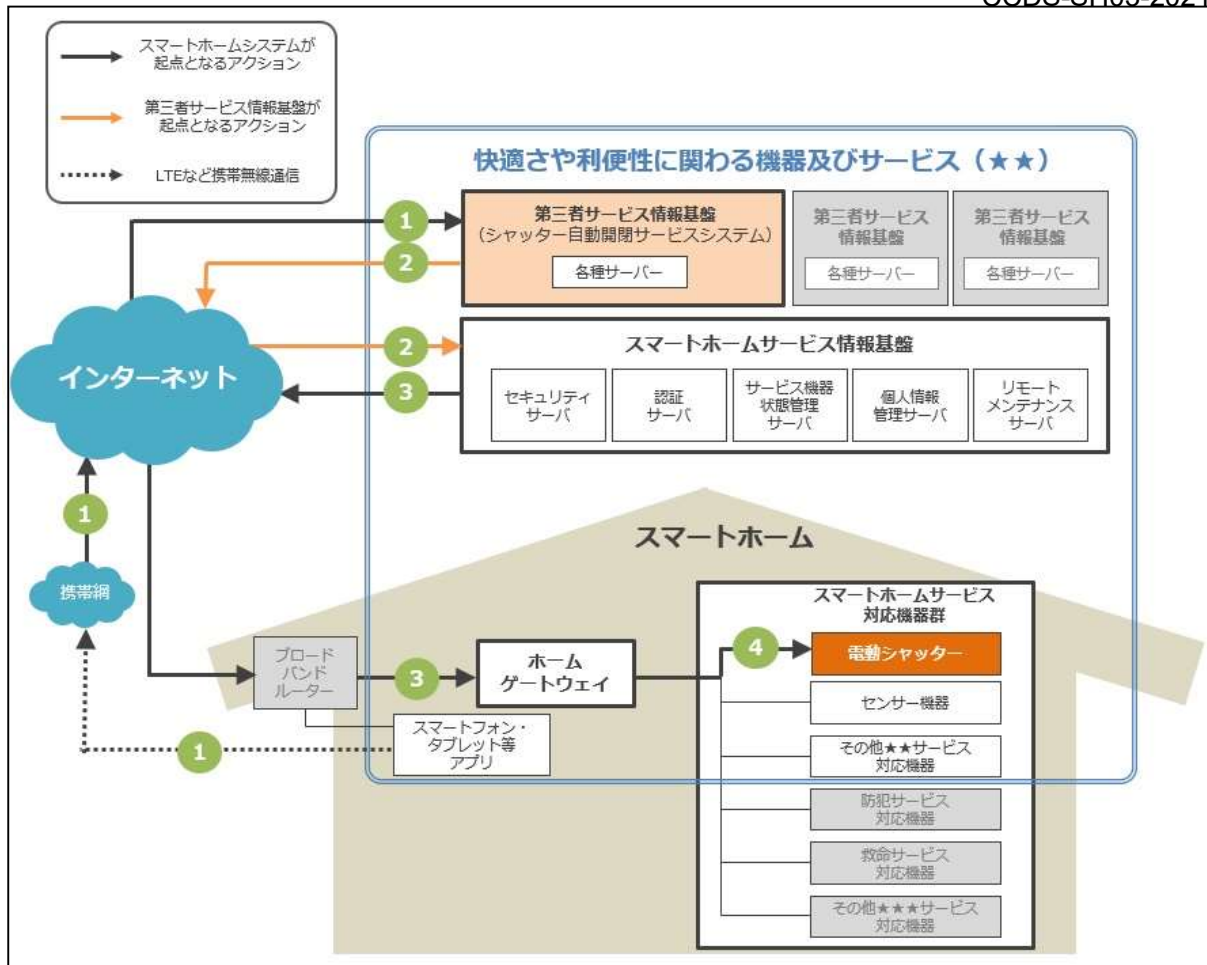 スマートホームシステムが
起点となるアクション
第三者サービス情報基盤が
起点となるアクション
LTEなど携帯無線通信
快適さや利便性に関わる機器及びサービス（★★）
1
第三者サービス情報基盤
（シャッター自動開閉サービスシステム）
各種サーバー
第三者サービス
情報基盤
各種サーバー
第三者サービス
情報基盤
各種サーバー
2
インターネット
2
3
スマートホームサービス情報基盤
セキュリティ
サーバ
認証
サーバ
サービス機器
状態管理
サーバ
個人情報
管理サーバ
リモート
メンテナンス
サーバ
1
携帯網
スマートホーム
ブロード
バンド
ルーター
3
ホーム
ゲートウェイ
スマートフォン・
タブレット等
アプリ
1
スマートホームサービス
対応機器群
4
電動シャッター
センサー機器
その他★★サービス
対応機器
防犯サービス
対応機器
救命サービス
対応機器
その他★★★サービス
対応機器